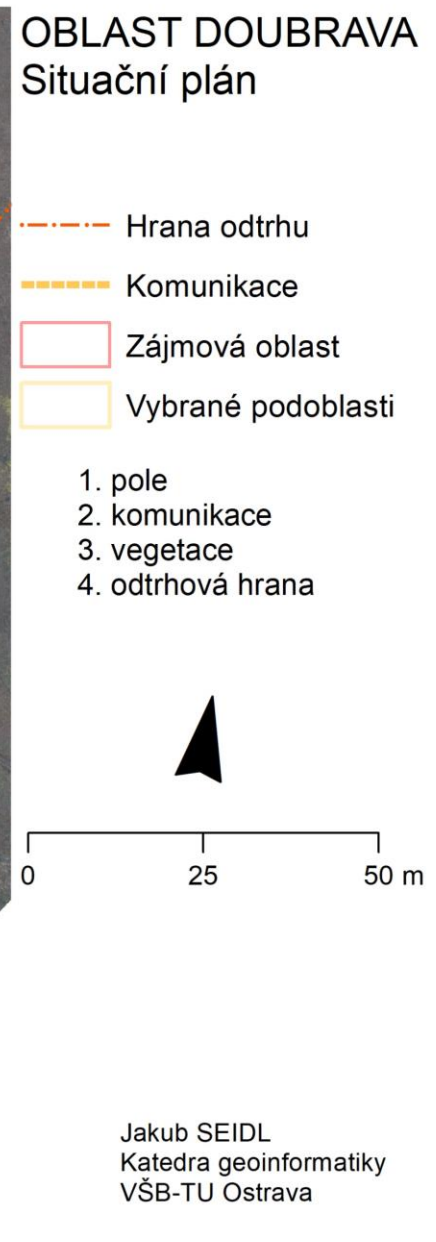 OBLAST DOUBRAVA
Situační plán
Hrana odtrhu
Komunikace
Zájmová oblast
Vybrané podoblasti
1. pole
2. komunikace
3. vegetace
4. odtrhová hrana
0 25 50 m
Jakub SEIDL
Katedra geoinformatiky
VŠB-TU Ostrava